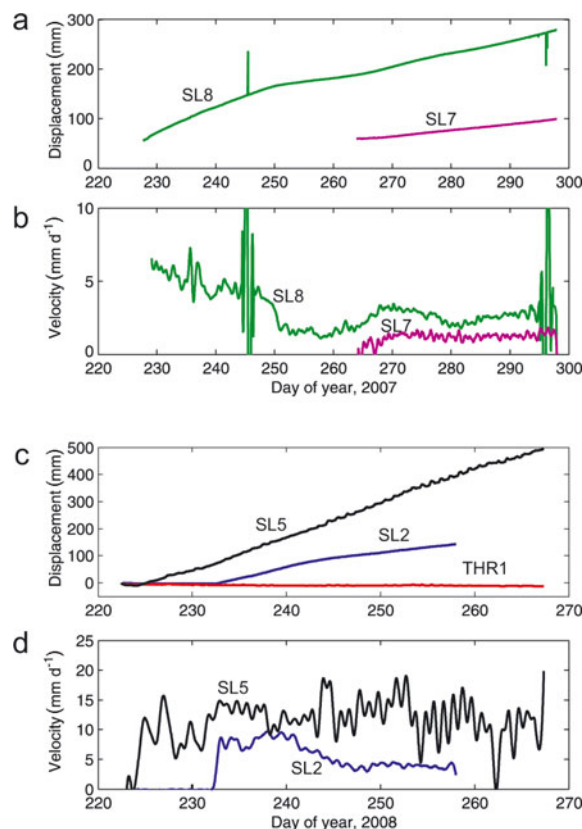 a
Displacement (mm)
300
200
100
0
SL8
SL7
220 230 240 250 260 270 280 290 300
b
Velocity (mm d⁻¹)
10
5
0
SL8
SL7
220 230 240 250 260 270 280 290 300
Day of year, 2007
c
Displacement (mm)
500
400
300
200
100
0
SL5
SL2
THR1
220 230 240 250 260 270
d
Velocity (mm d⁻¹)
25
20
15
10
5
0
SL5
SL2
220 230 240 250 260 270
Day of year, 2008